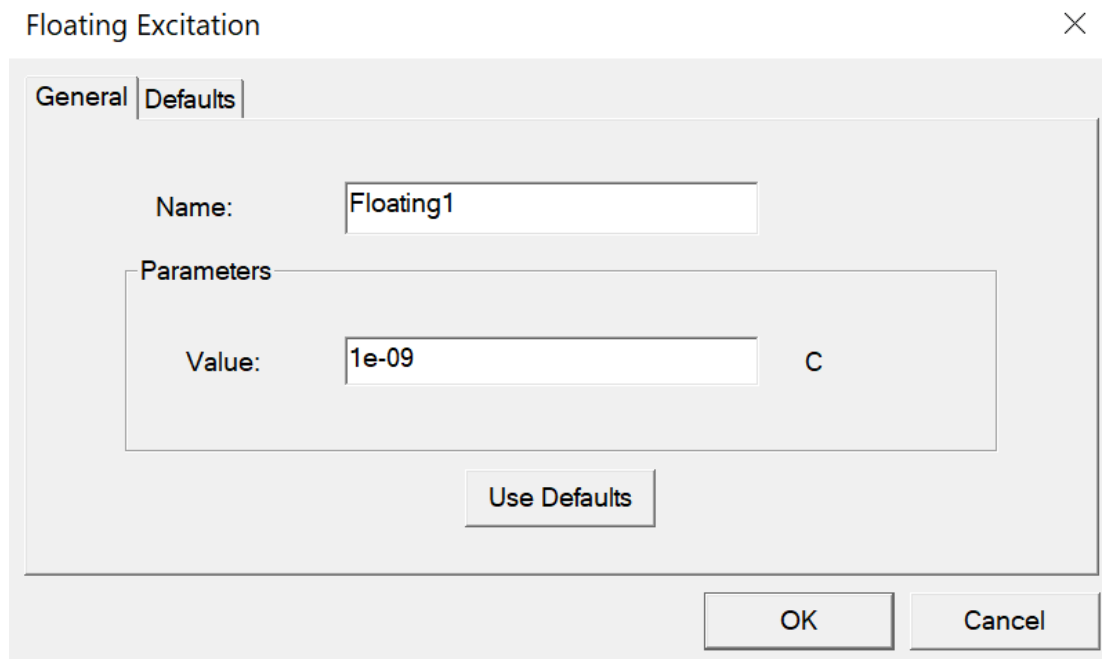 Floating Excitation
General Defaults
Name: Floating1
Parameters
Value: 1e-09 C
Use Defaults
OK Cancel